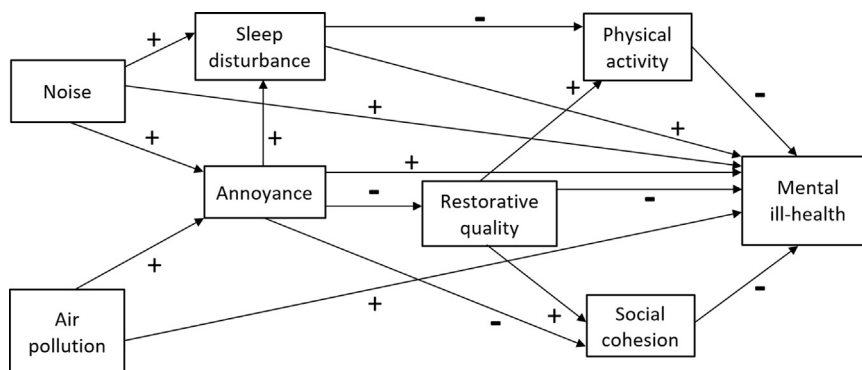 Sleep
disturbance
Physical
activity
Noise
Annoyance
Restorative
quality
Mental
ill-health
Air
pollution
Social
cohesion
+
-
+
+
-
+
+
+
+
-
-
+
+
-
+
-